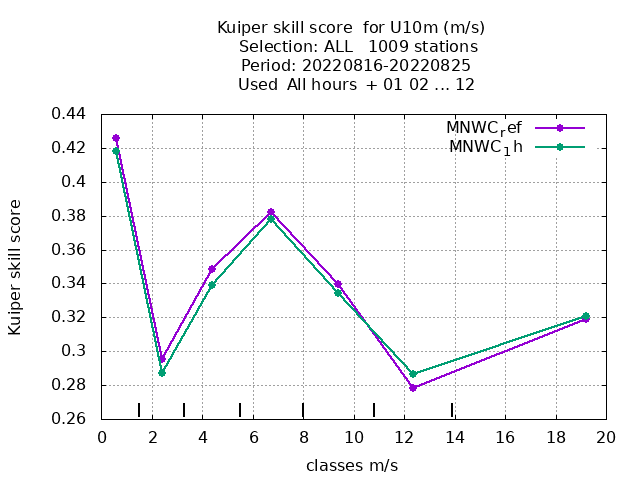 Kuiper skill score  for U10m (m/s)
Selection: ALL   1009 stations
Period: 20220816-20220825
Used  All hours  + 01 02 ... 12
0.44
0.42
0.4
0.38
0.36
0.34
0.32
0.3
0.28
0.26
MNWC_ref
MNWC_1h
Kuiper skill score
0 2 4 6 8 10 12 14 16 18 20
classes m/s